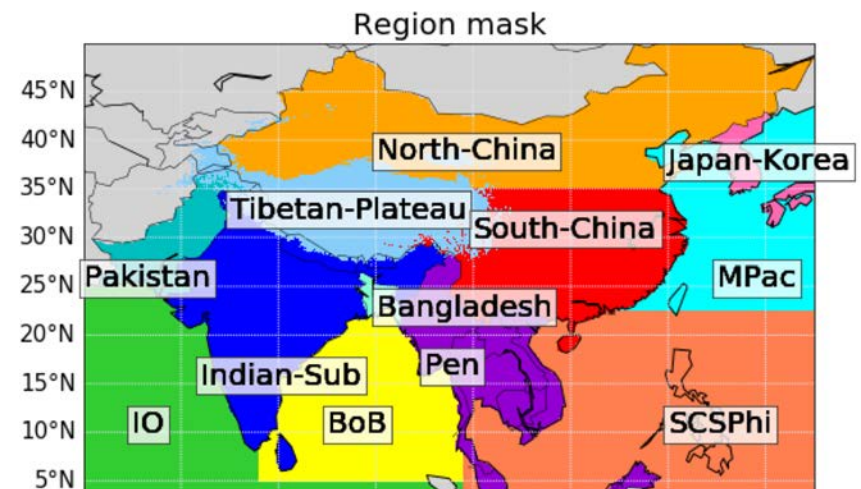 Region mask
45°N
40°N
North-China
Japan-Korea
35°N
Tibetan-Plateau
South-China
30°N
Pakistan
MPac
25°N
Bangladesh
20°N
Indian-Sub
Pen
15°N
IO
BoB
SCSPhi
10°N
5°N